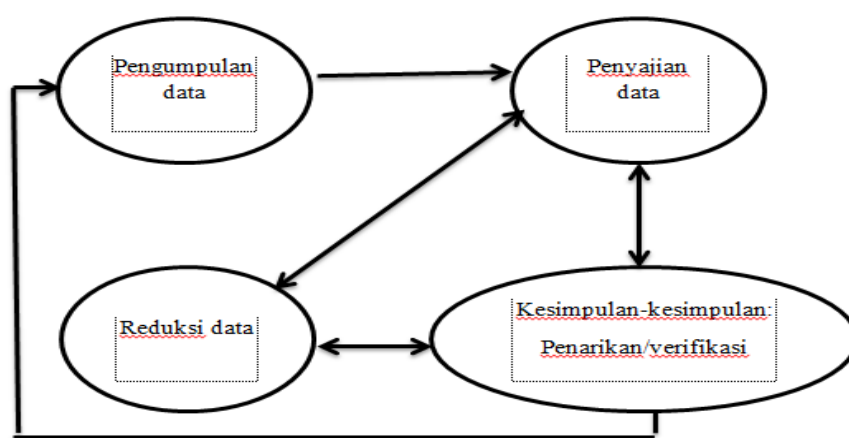 Pengumpulan
data
Penyajian
data
Reduksi data
Kesimpulan-kesimpulan:
Penarikan/verifikasi